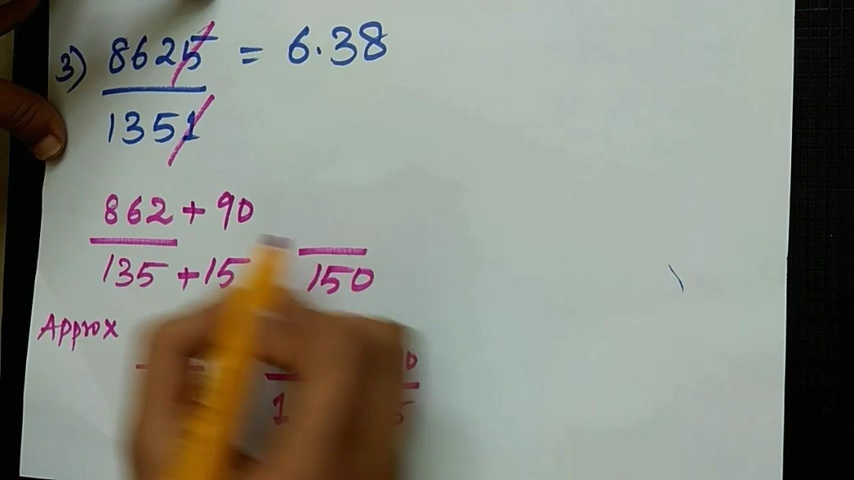 3) 8625 = 6.38
1351
862 + 90
135 + 15 150
Approx